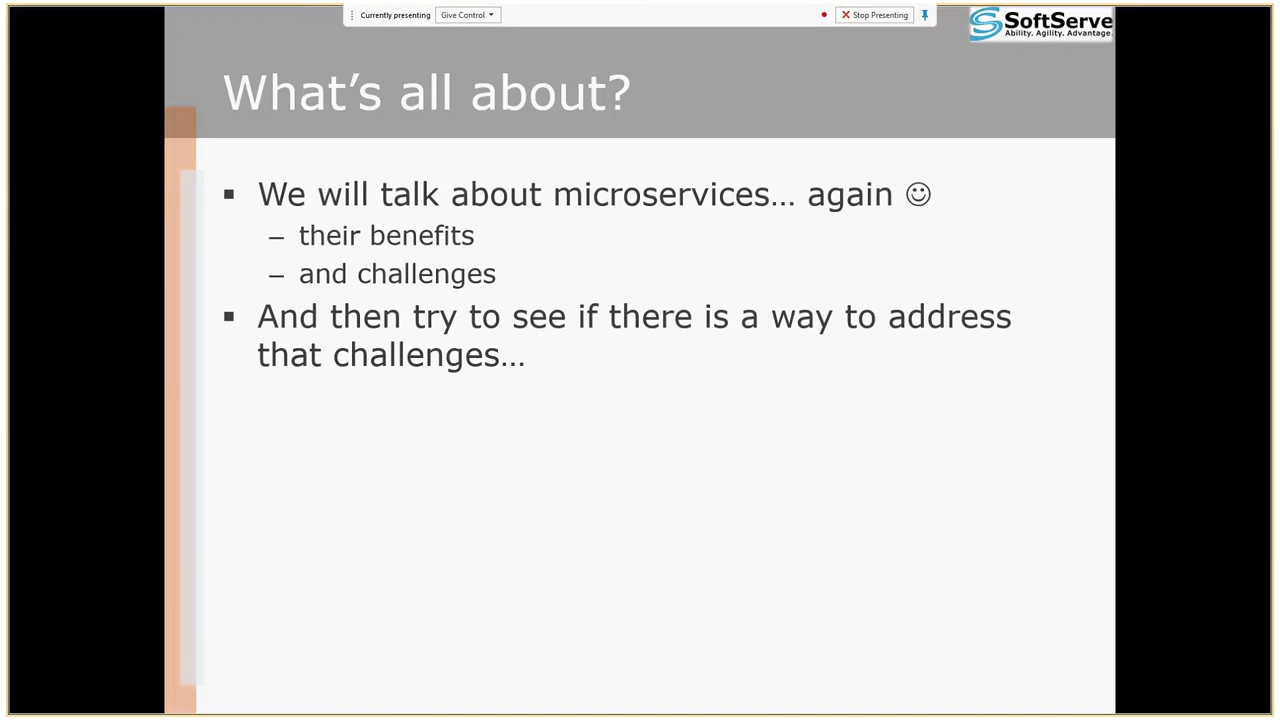 Currently presenting Give Control Stop Presenting
SoftServe
Ability. Agility. Advantage.
What's all about?
▪ We will talk about microservices… again ☺
– their benefits
– and challenges
▪ And then try to see if there is a way to address
that challenges…